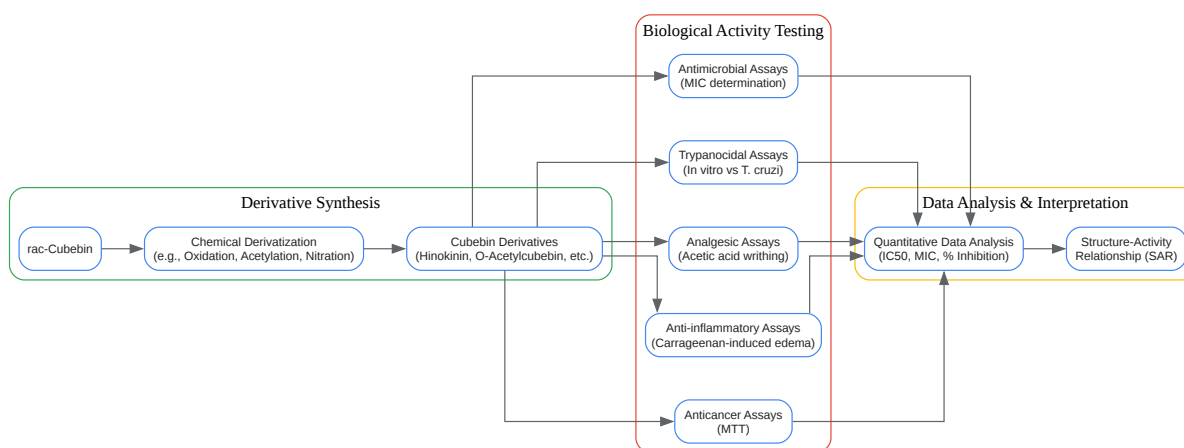 Biological Activity Testing
Antimicrobial Assays
(MIC determination)
Trypanocidal Assays
(In vitro vs T. cruzi)
Derivative Synthesis
Data Analysis & Interpretation
rac-Cubebin
Chemical Derivatization
(e.g., Oxidation, Acetylation, Nitration)
Cubebin Derivatives
(Hinokinin, O-Acetylcubebin, etc.)
Analgesic Assays
(Acetic acid writhing)
Quantitative Data Analysis
(IC50, MIC, % Inhibition)
Structure-Activity
Relationship (SAR)
Anti-inflammatory Assays
(Carrageenan-induced edema)
Anticancer Assays
(MTT)